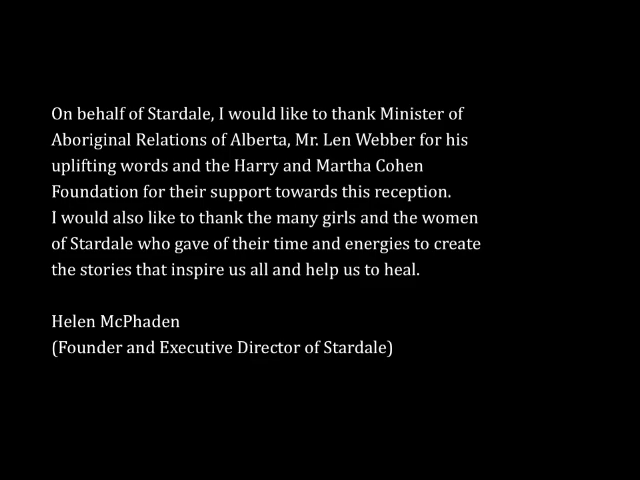 On behalf of Stardale, I would like to thank Minister of
Aboriginal Relations of Alberta, Mr. Len Webber for his
uplifting words and the Harry and Martha Cohen
Foundation for their support towards this reception.
I would also like to thank the many girls and the women
of Stardale who gave of their time and energies to create
the stories that inspire us all and help us to heal.
Helen McPhaden
(Founder and Executive Director of Stardale)